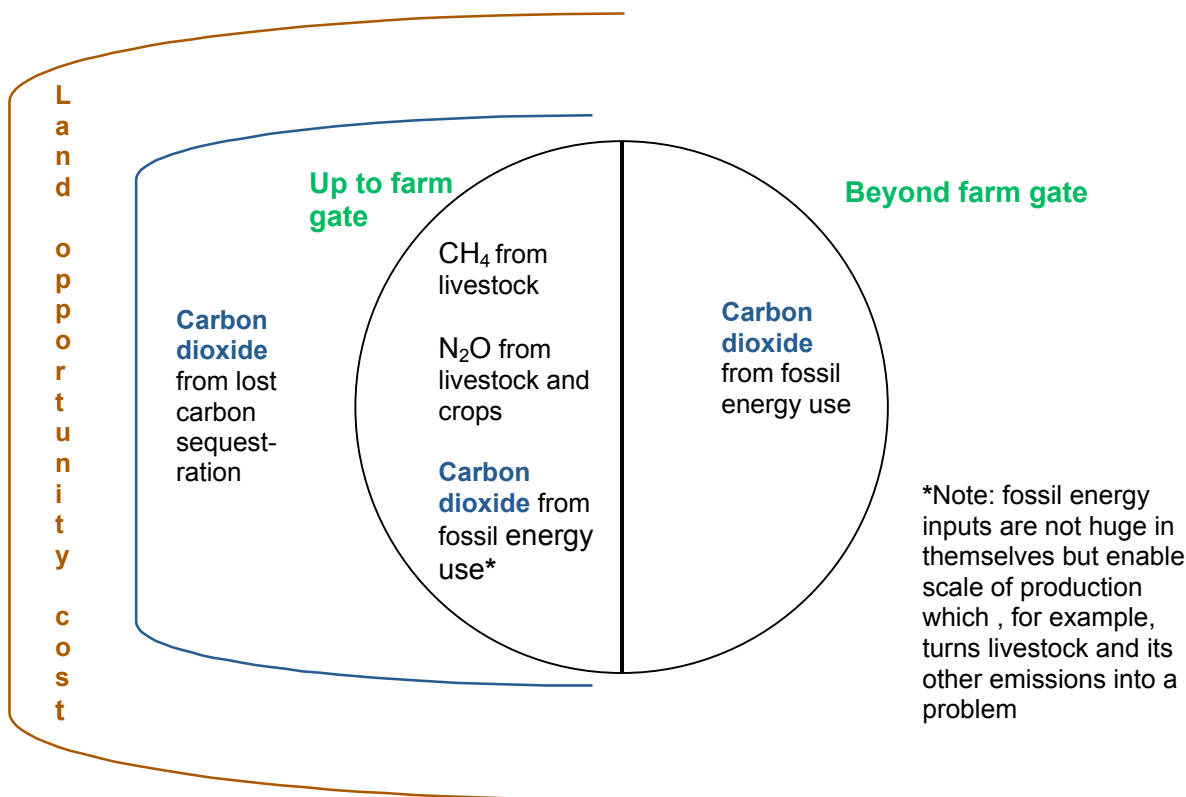 Land opportunity cost
Up to farm
gate
Beyond farm gate
Carbon
dioxide
from lost
carbon
sequest-
ration
CH₄ from
livestock
N₂O from
livestock and
crops
Carbon
dioxide from
fossil energy
use*
Carbon
dioxide
from fossil
energy use
*Note: fossil energy
inputs are not huge in
themselves but enable
scale of production
which , for example,
turns livestock and its
other emissions into a
problem